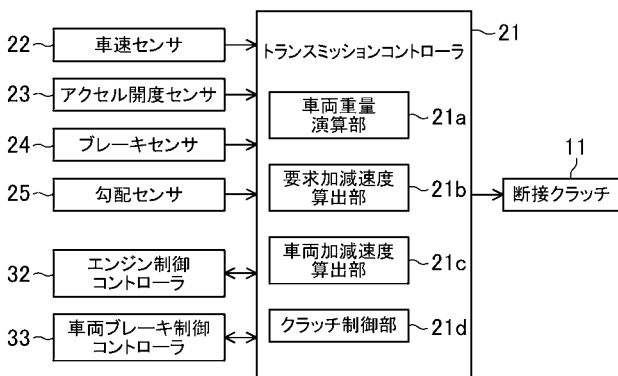 22
車速センサ
23
アクセル開度センサ
24
ブレーキセンサ
25
勾配センサ
32
エンジン制御
コントローラ
33
車両ブレーキ制御
コントローラ
21
トランスミッションコントローラ
車両重量
演算部
21a
要求加減速度
算出部
21b
車両加減速度
算出部
21c
クラッチ制御部
21d
11
断接クラッチ